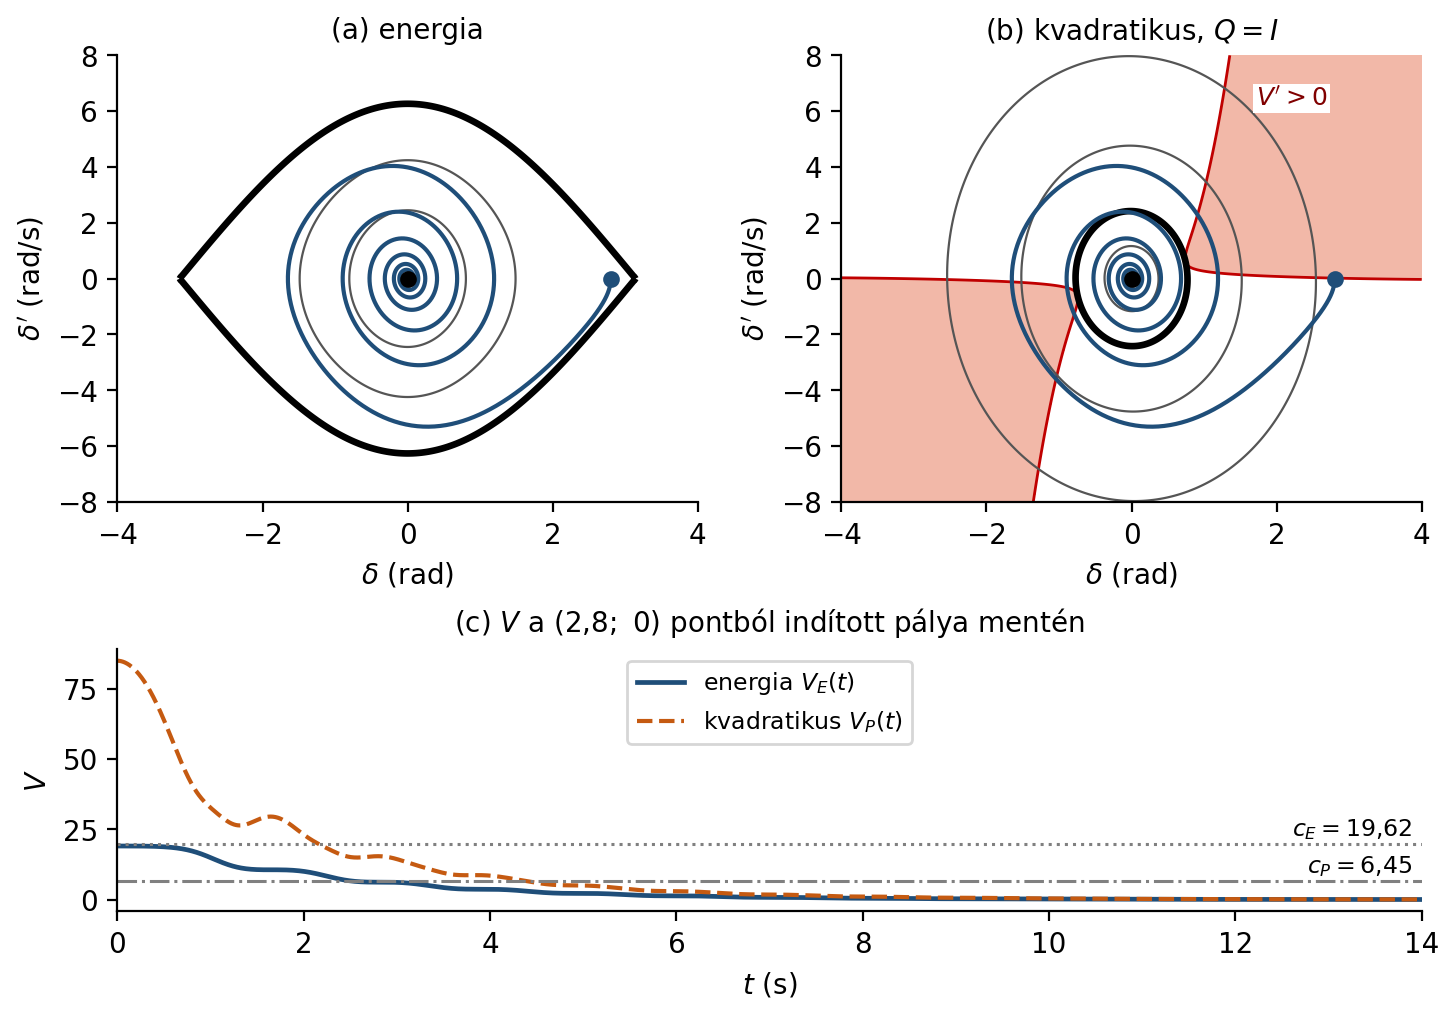 (a) energia
8
6
4
2
0
−2
−4
−6
−8
−4 −2 0 2 4
δ′ (rad/s)
δ (rad)
(b) kvadratikus, Q = I
V′ > 0
8
6
4
2
0
−2
−4
−6
−8
−4 −2 0 2 4
δ′ (rad/s)
δ (rad)
(c) V a (2,8; 0) pontból indított pálya mentén
energia V_E(t)
kvadratikus V_P(t)
75
50
25
0
V
c_E = 19,62
c_P = 6,45
0 2 4 6 8 10 12 14
t (s)